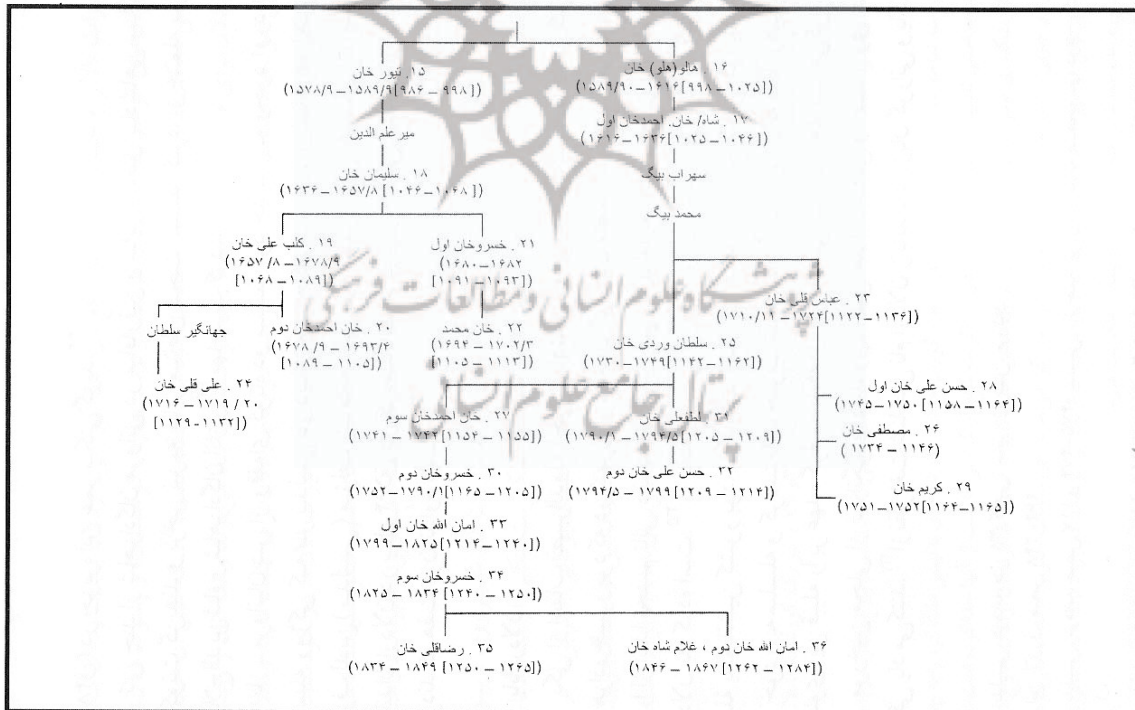 ۱۶ . هالو(هلو) خان
(۱۵۸۹/۹۰–۱۶۱۶[۹۹۸–۱۰۲۵])
۱۵. تیور خان
(۱۵۷۸/۹–۱۵۸۹/۹[۹۸۶–۹۹۸])
۱۷ . شاه/ خان. احمدخان اول
(۱۶۱۶–۱۶۳۶[۱۰۲۵–۱۰۴۶])
میر علم الدین
سهراب بیگ
۱۸ . سلیمان خان
(۱۶۳۶–۱۶۵۷/۸ [۱۰۴۶–۱۰۶۸])
محمد بیگ
۲۱ . خسروخان اول
(۱۶۸۰–۱۶۸۲
[۱۰۹۱–۱۰۹۳])
۱۹ . کلب علی خان
(۱۶۵۷/۸ – ۱۶۷۸/۹
[۱۰۶۸–۱۰۸۹])
پژوهشگاه علوم انسانی و مطالعات فرهنگی
۲۳ . عباس قلی خان
(۱۷۱۰/۱۱ – ۱۷۲۴[۱۱۲۲–۱۱۳۶])
۲۵ . سلطان وردی خان
(۱۷۳۰–۱۷۴۹[۱۱۴۲–۱۱۶۲])
۲۲ . خان محمد
(۱۶۹۴ – ۱۷۰۲/۳
[۱۱۰۵–۱۱۱۳])
۲۰ . خان احمدخان دوم
(۱۶۷۸/۹ –۱۶۹۳/۴
[۱۰۸۹ –۱۱۰۵])
جهانگیر سلطان
پرتال جامع علوم انسانی
۲۴ . علی قلی خان
(۱۷۱۶ – ۱۷۱۹/ ۲۰
[۱۱۲۹–۱۱۳۲])
۲۸ . حسن علی خان اول
(۱۷۴۵–۱۷۵۰ [۱۱۵۸–۱۱۶۴])
۳۱ . لطفعلی خان
(۱۷۹۰/۱ – ۱۷۹۴/۵ [۱۲۰۵ – ۱۲۰۹])
۲۷ . خان احمدخان سوم
(۱۷۴۱ – ۱۷۴۲ [۱۱۵۴–۱۱۵۵])
۲۶ . مصطفی خان
(۱۷۳۴ –۱۱۴۶)
۳۲ . حسن علی خان دوم
(۱۷۹۴/۵ – ۱۷۹۹ [۱۲۰۹ – ۱۲۱۴])
۳۰ . خسروخان دوم
(۱۷۵۲–۱۷۹۰/۱[۱۱۶۵ –۱۲۰۵])
۲۹ . کریم خان
(۱۷۵۱–۱۷۵۲[۱۱۶۴–۱۱۶۵])
۳۳ . امان الله خان اول
(۱۷۹۹–۱۸۲۵[۱۲۱۴–۱۲۴۰])
۳۴ . خسروخان سوم
(۱۸۲۵ – ۱۸۳۴ [۱۲۴۰ – ۱۲۵۰])
۳۶ . امان الله خان دوم ، غلام شاه خان
(۱۸۴۶ – ۱۸۶۷ [۱۲۶۲ – ۱۲۸۴])
۳۵ . رضاقلی خان
(۱۸۳۴ – ۱۸۴۹ [۱۲۵۰ – ۱۲۶۵])